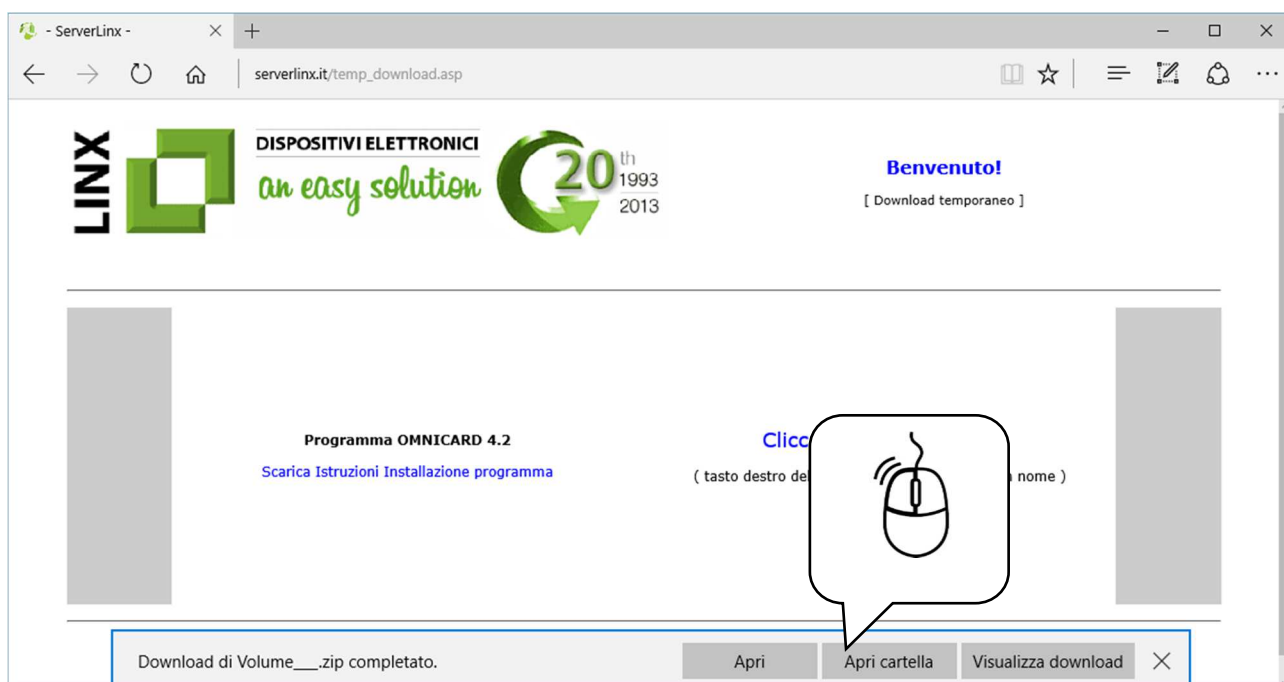 - ServerLinx -
serverlinx.it/temp_download.asp
LINX
DISPOSITIVI ELETTRONICI
an easy solution
20th
1993
2013
Benvenuto!
[ Download temporaneo ]
Programma OMNICARD 4.2
Scarica Istruzioni Installazione programma
( tasto destro nome )
Download di Volume___.zip completato.
Apri
Apri cartella
Visualizza download